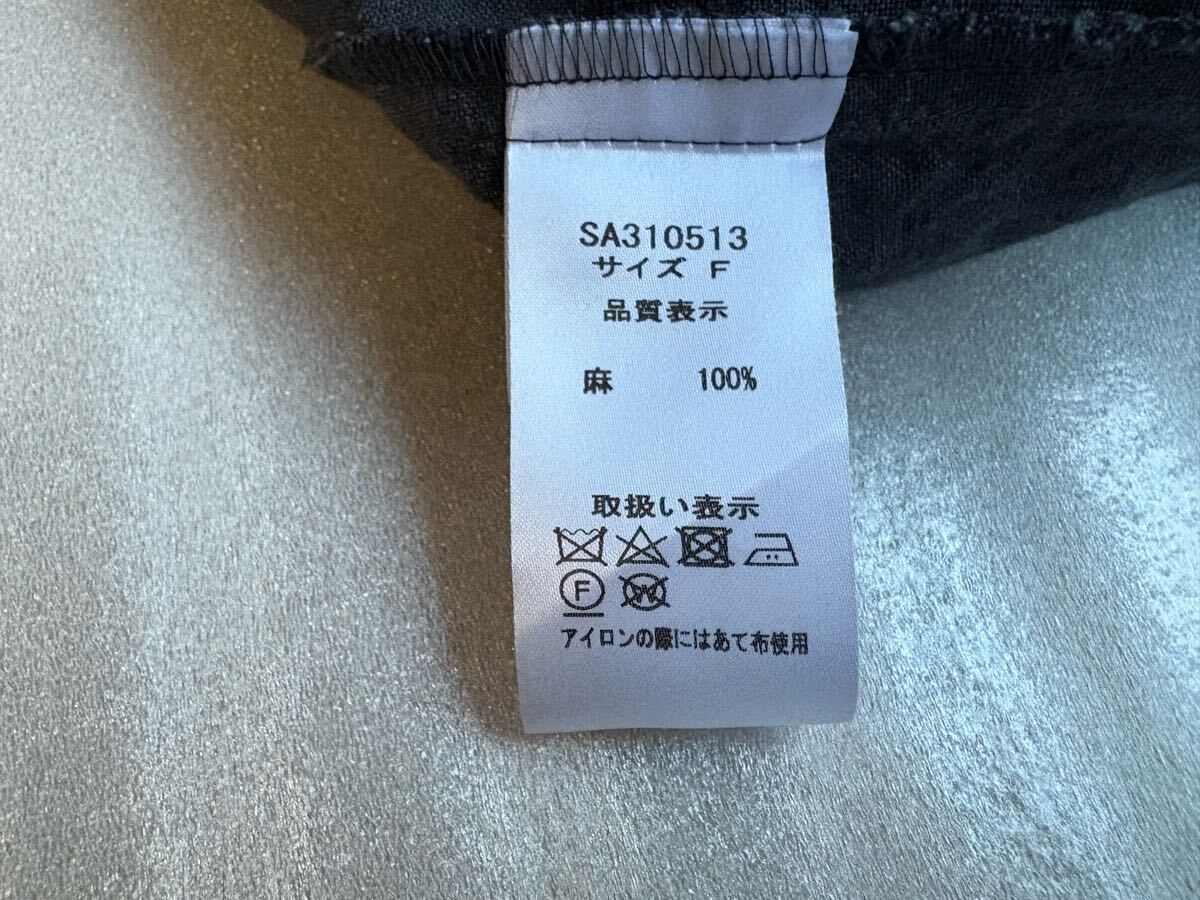 SA310513
サイズ F
品質表示
麻 100%
取扱い表示
F W
アイロンの際にはあて布使用